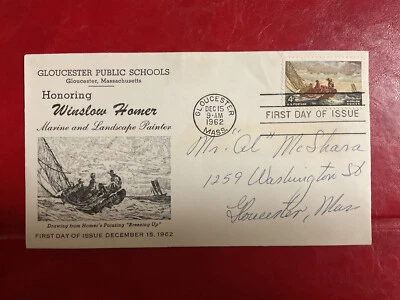 GLOUCESTER PUBLIC SCHOOLS
Gloucester, Massachusetts
Honoring
Winslow Homer
Marine and Landscape Painter
Drawing from Homer's Painting "Breezing Up"
FIRST DAY OF ISSUE DECEMBER 15, 1962
GLOUCESTER
DEC 15
9-AM
1962
MASS.
4¢
FIRST DAY OF ISSUE
Mr. "Al" McShara
1259 Washington St
Gloucester, Mass